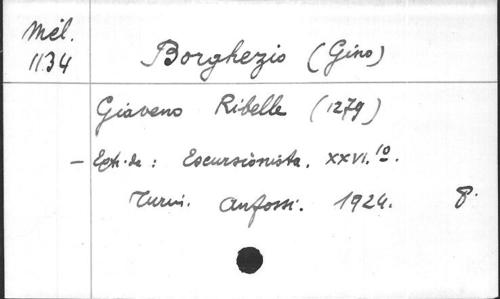 Mél.
1134
Borghezio (Gino)
Giaveno Ribelle (1279)
- Estr. da : Escursionista. XXVI. 10.
Turin. Anfossi. 1924. 8.